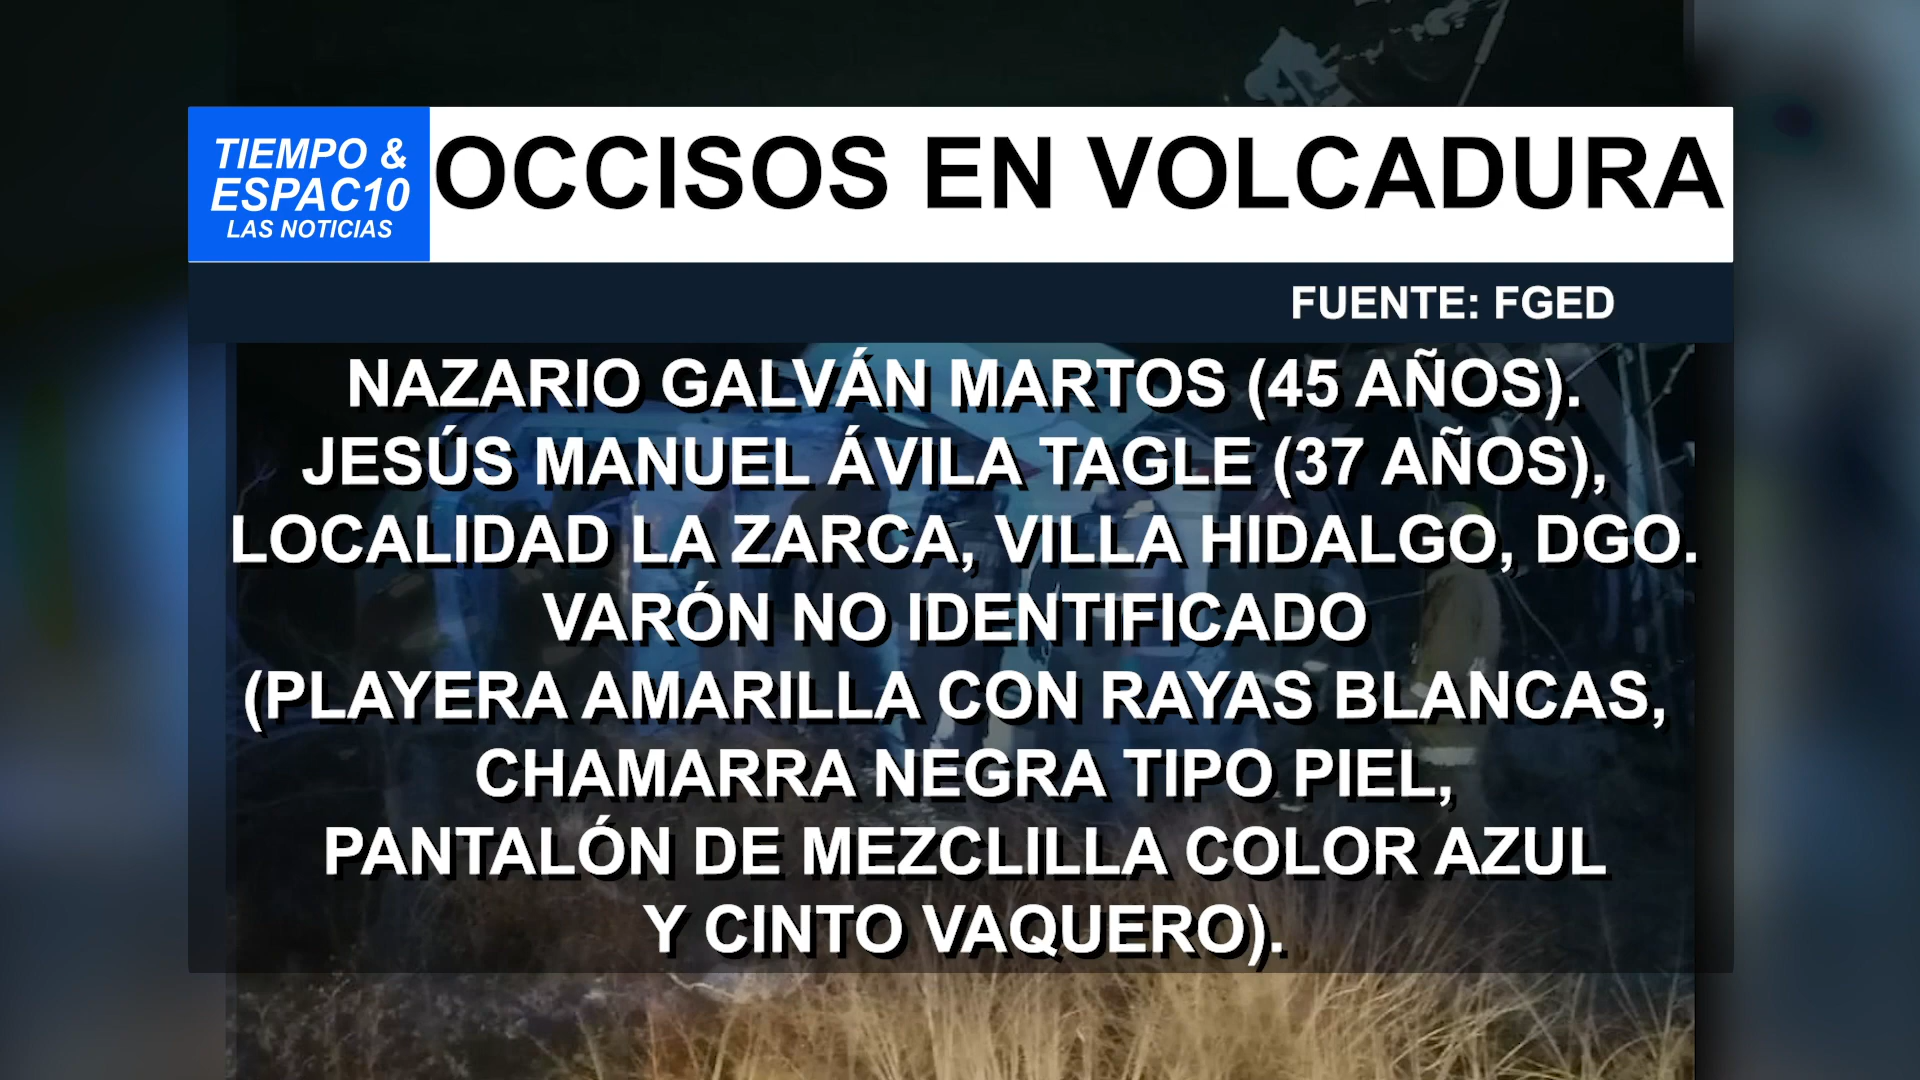 TIEMPO &
ESPAC10
LAS NOTICIAS
OCCISOS EN VOLCADURA
FUENTE: FGED
NAZARIO GALVÁN MARTOS (45 AÑOS).
JESÚS MANUEL ÁVILA TAGLE (37 AÑOS),
LOCALIDAD LA ZARCA, VILLA HIDALGO, DGO.
VARÓN NO IDENTIFICADO
(PLAYERA AMARILLA CON RAYAS BLANCAS,
CHAMARRA NEGRA TIPO PIEL,
PANTALÓN DE MEZCLILLA COLOR AZUL
Y CINTO VAQUERO).